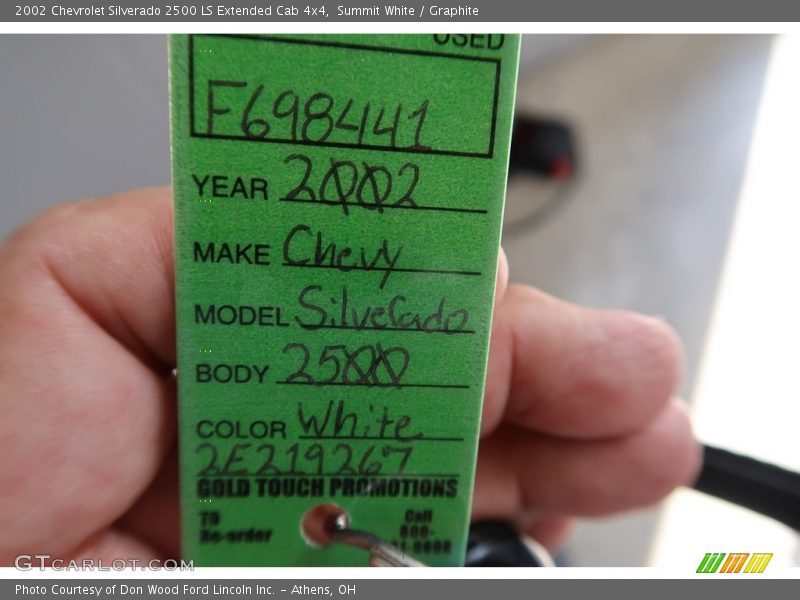 2002 Chevrolet Silverado 2500 LS Extended Cab 4x4, Summit White / Graphite
USED
F698441
YEAR 2002
MAKE Chevy
MODEL Silverado
BODY 2500
COLOR White
2E219267
GOLD TOUCH PROMOTIONS
To Call
Re-order 800-
GTCarLot.com
Photo Courtesy of Don Wood Ford Lincoln Inc. - Athens, OH